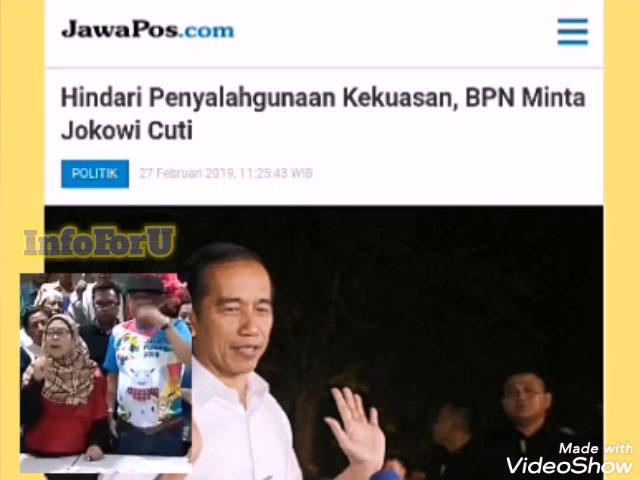 JawaPos.com
Hindari Penyalahgunaan Kekuasan, BPN Minta
Jokowi Cuti
POLITIK
27 Februari 2019, 11:25:43 WIB
InfoForU
Made with
VideoShow